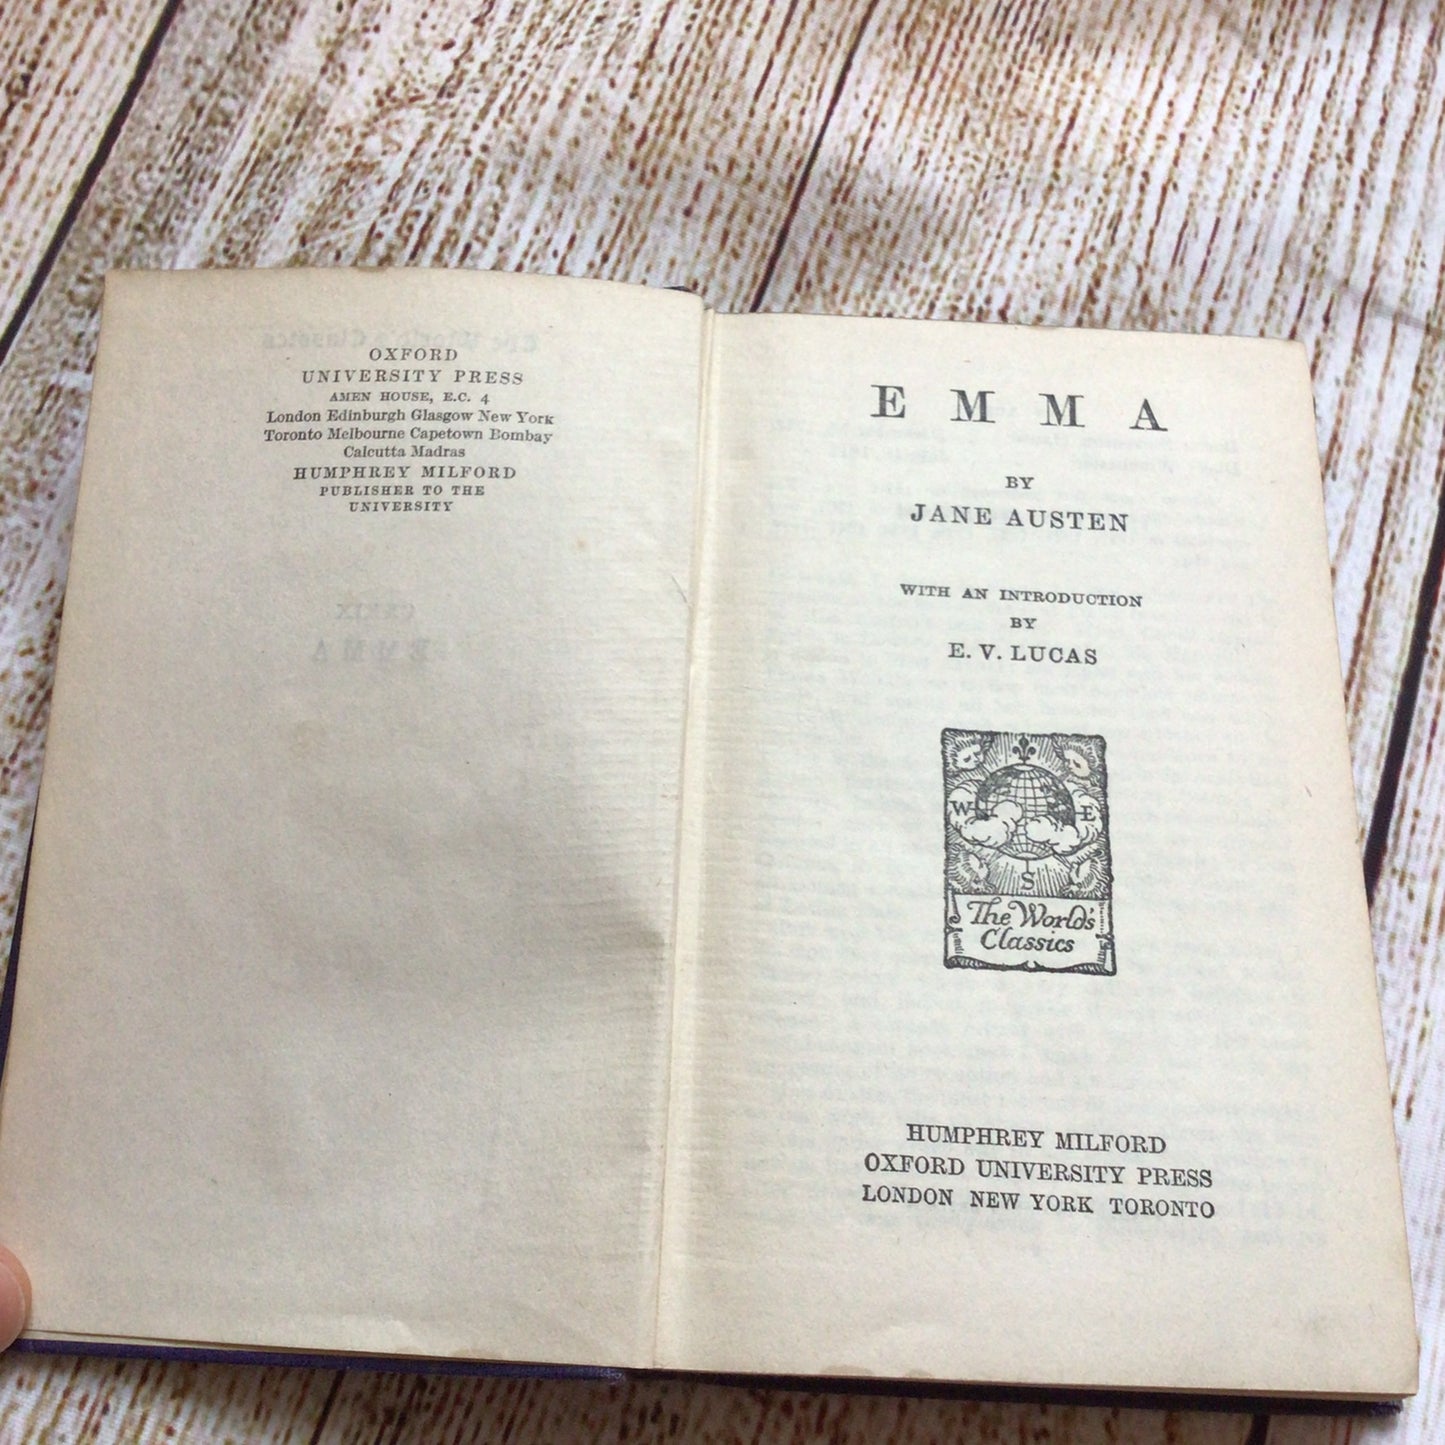 OXFORD
UNIVERSITY PRESS
AMEN HOUSE, E.C. 4
London Edinburgh Glasgow New York
Toronto Melbourne Capetown Bombay
Calcutta Madras
HUMPHREY MILFORD
PUBLISHER TO THE
UNIVERSITY
EMMA
BY
JANE AUSTEN
WITH AN INTRODUCTION
BY
E. V. LUCAS
W E
S
The World's
Classics
HUMPHREY MILFORD
OXFORD UNIVERSITY PRESS
LONDON NEW YORK TORONTO